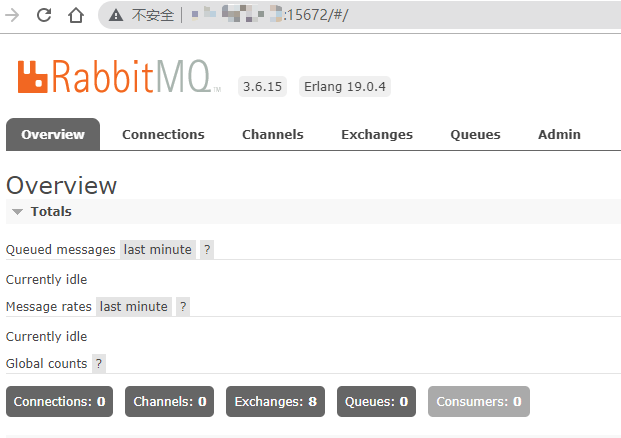 不安全 :15672/#/
RabbitMQ TM 3.6.15 Erlang 19.0.4
Overview Connections Channels Exchanges Queues Admin
Overview
Totals
Queued messages last minute ?
Currently idle
Message rates last minute ?
Currently idle
Global counts ?
Connections: 0 Channels: 0 Exchanges: 8 Queues: 0 Consumers: 0